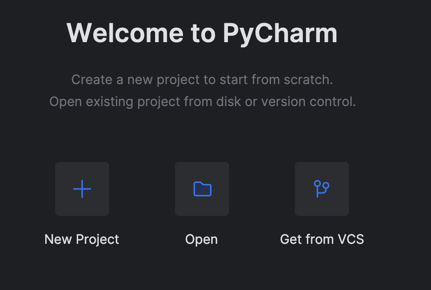 Welcome to PyCharm
Create a new project to start from scratch.
Open existing project from disk or version control.
New Project
Open
Get from VCS